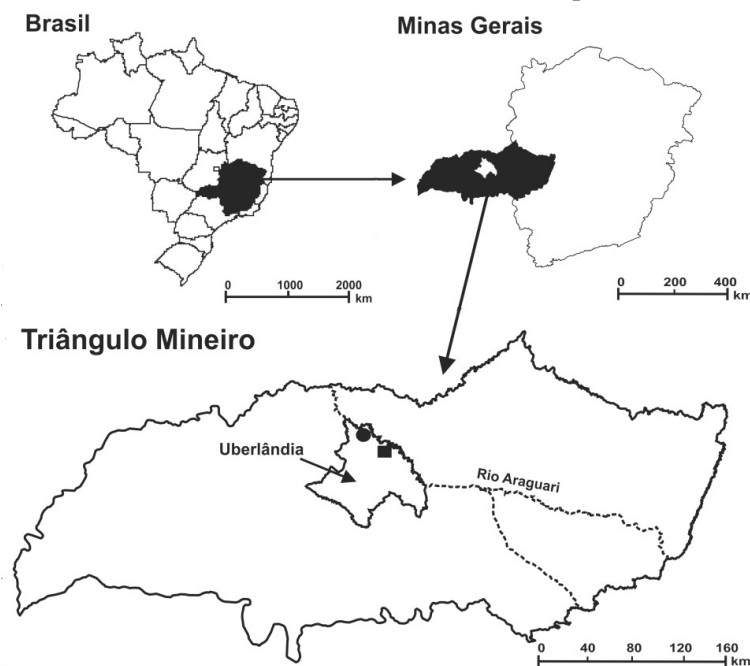 Brasil
Minas Gerais
0 1000 2000
km
0 200 400
km
Triângulo Mineiro
Uberlândia
Rio Araguari
0 40 80 120 160
km